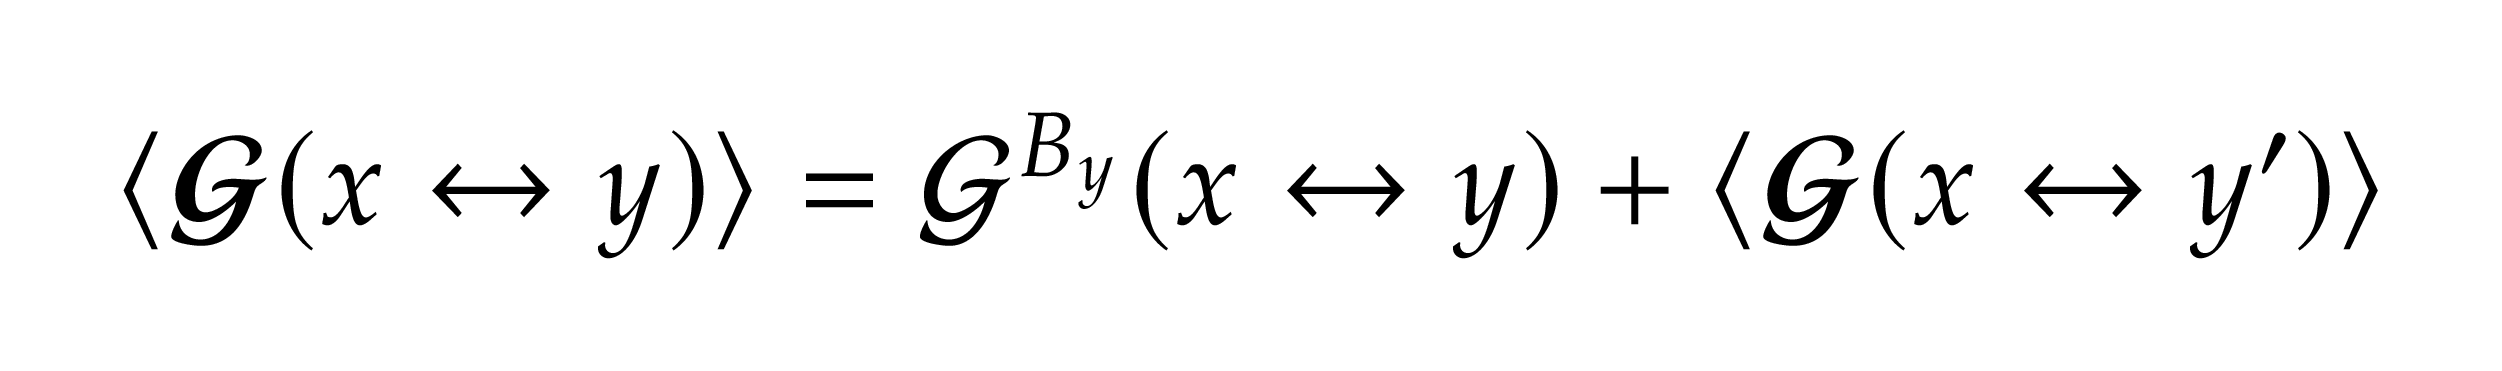 ⟨𝓖(x ↔ y)⟩ = 𝒢^{B_y}(x ↔ y) + ⟨𝓖(x ↔ y′)⟩